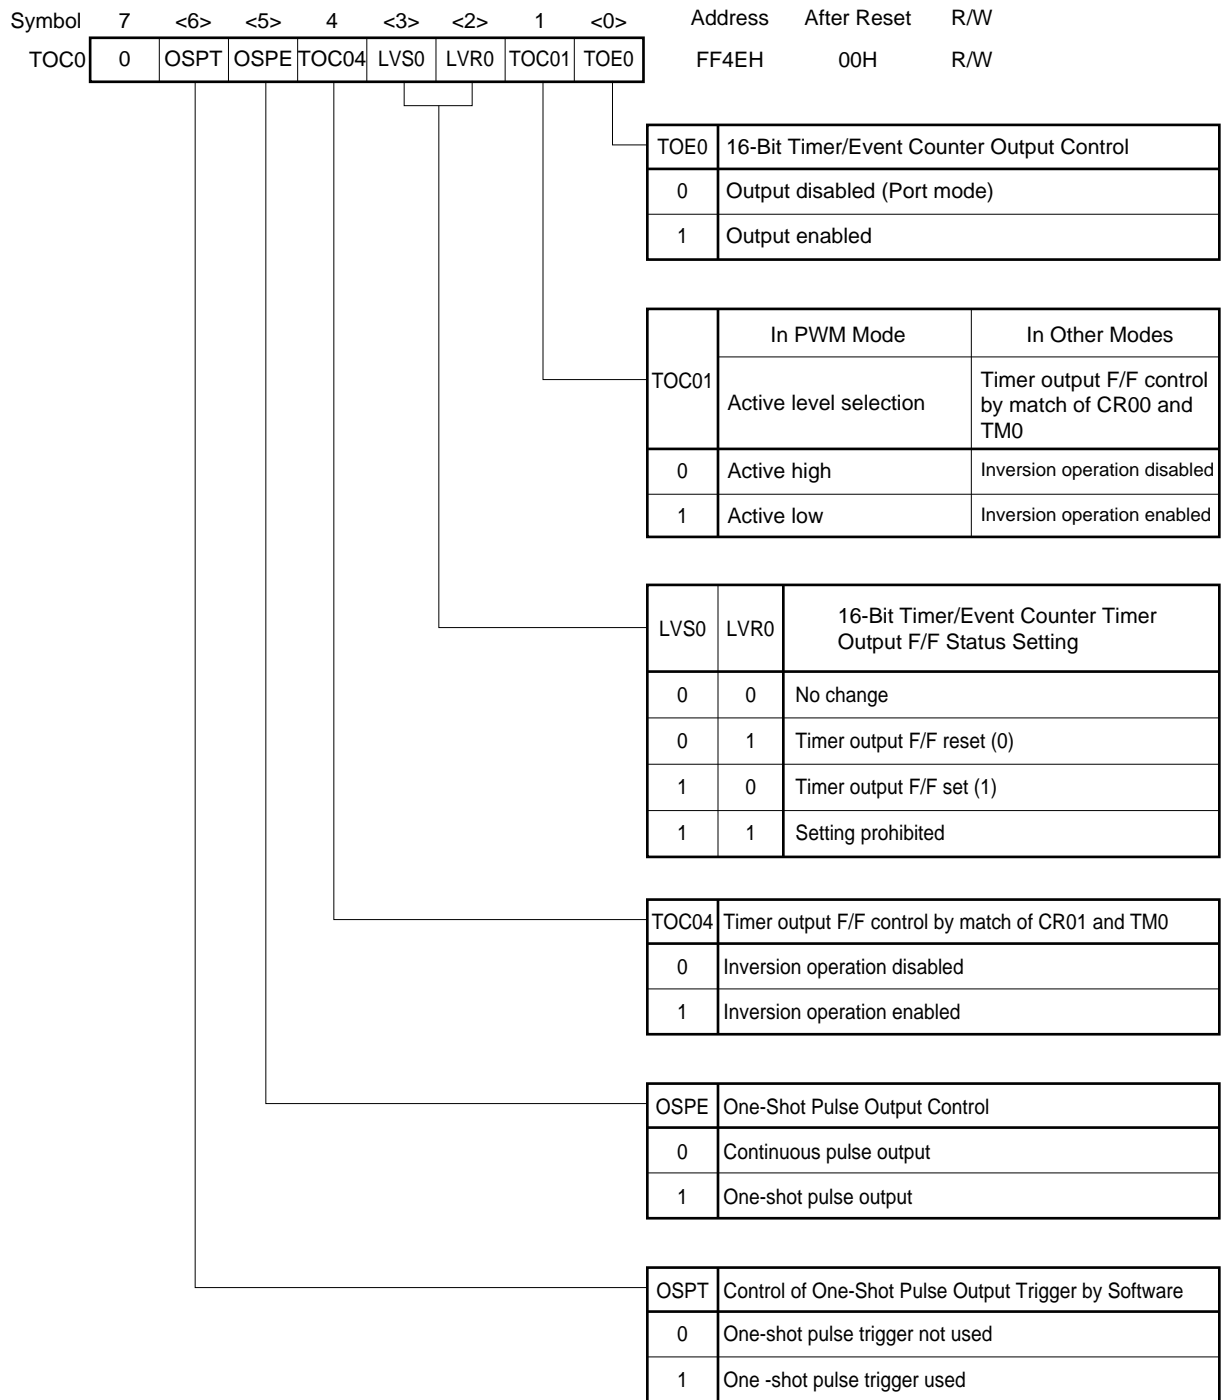 Symbol 7 <6> <5> 4 <3> <2> 1 <0> Address After Reset R/W
TOC0 0 OSPT OSPE TOC04 LVS0 LVR0 TOC01 TOE0 FF4EH 00H R/W
TOE0 16-Bit Timer/Event Counter Output Control
0 Output disabled (Port mode)
1 Output enabled
In PWM Mode In Other Modes
TOC01 Active level selection Timer output F/F control
by match of CR00 and
TM0
0 Active high Inversion operation disabled
1 Active low Inversion operation enabled
LVS0 LVR0 16-Bit Timer/Event Counter Timer
Output F/F Status Setting
0 0 No change
0 1 Timer output F/F reset (0)
1 0 Timer output F/F set (1)
1 1 Setting prohibited
TOC04 Timer output F/F control by match of CR01 and TM0
0 Inversion operation disabled
1 Inversion operation enabled
OSPE One-Shot Pulse Output Control
0 Continuous pulse output
1 One-shot pulse output
OSPT Control of One-Shot Pulse Output Trigger by Software
0 One-shot pulse trigger not used
1 One -shot pulse trigger used